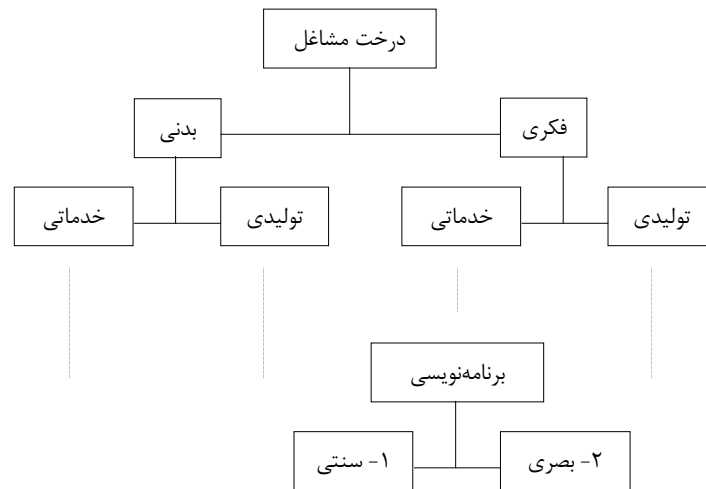 درخت مشاغل
فکری
بدنی
تولیدی
خدماتی
تولیدی
خدماتی
برنامه‌نویسی
۲- بصری
۱- سنتی